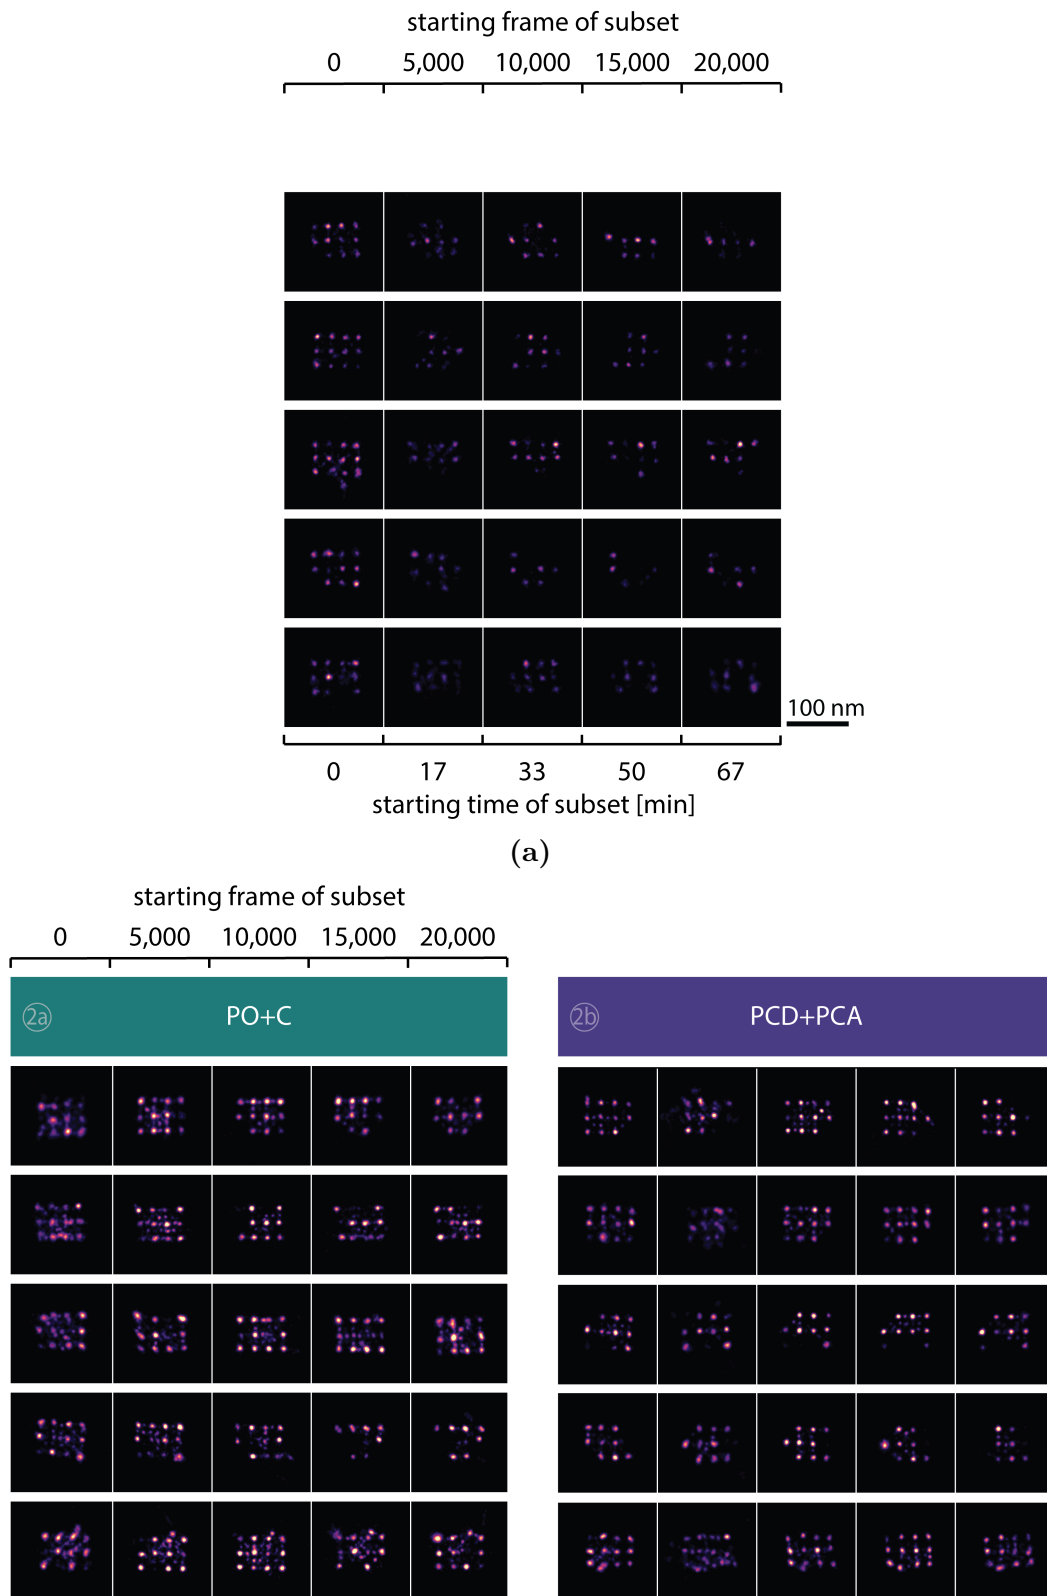 starting frame of subset
0 5,000 10,000 15,000 20,000
100 nm
0 17 33 50 67
starting time of subset [min]
(a)
starting frame of subset
0 5,000 10,000 15,000 20,000
2a PO+C
2b PCD+PCA